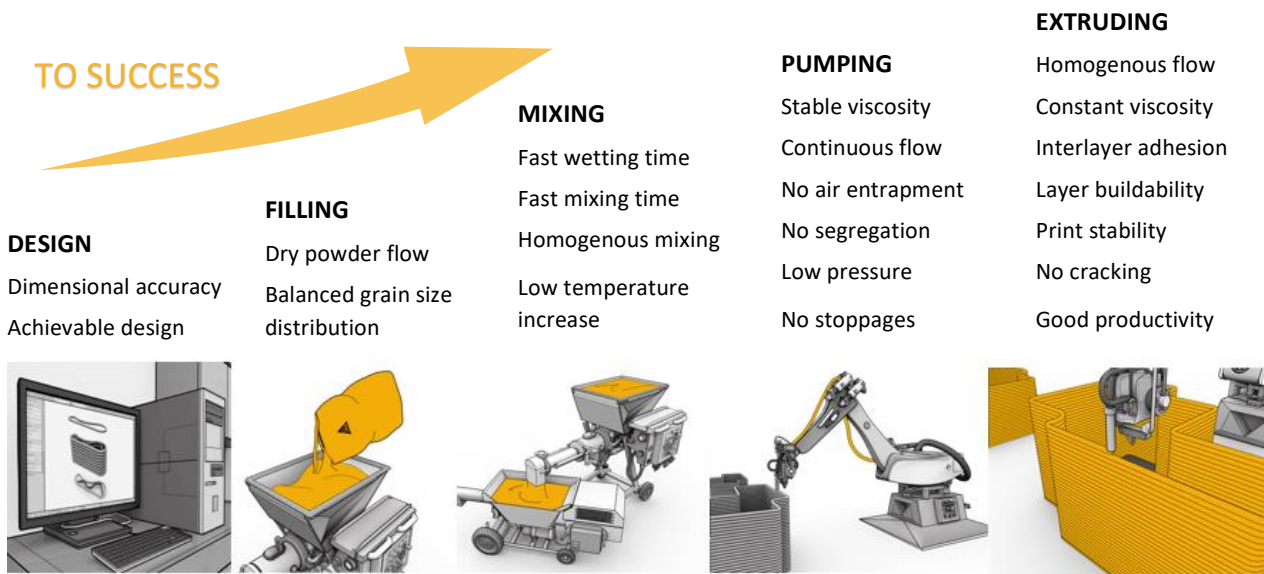 TO SUCCESS
DESIGN
Dimensional accuracy
Achievable design
FILLING
Dry powder flow
Balanced grain size
distribution
MIXING
Fast wetting time
Fast mixing time
Homogenous mixing
Low temperature
increase
PUMPING
Stable viscosity
Continuous flow
No air entrapment
No segregation
Low pressure
No stoppages
EXTRUDING
Homogenous flow
Constant viscosity
Interlayer adhesion
Layer buildability
Print stability
No cracking
Good productivity